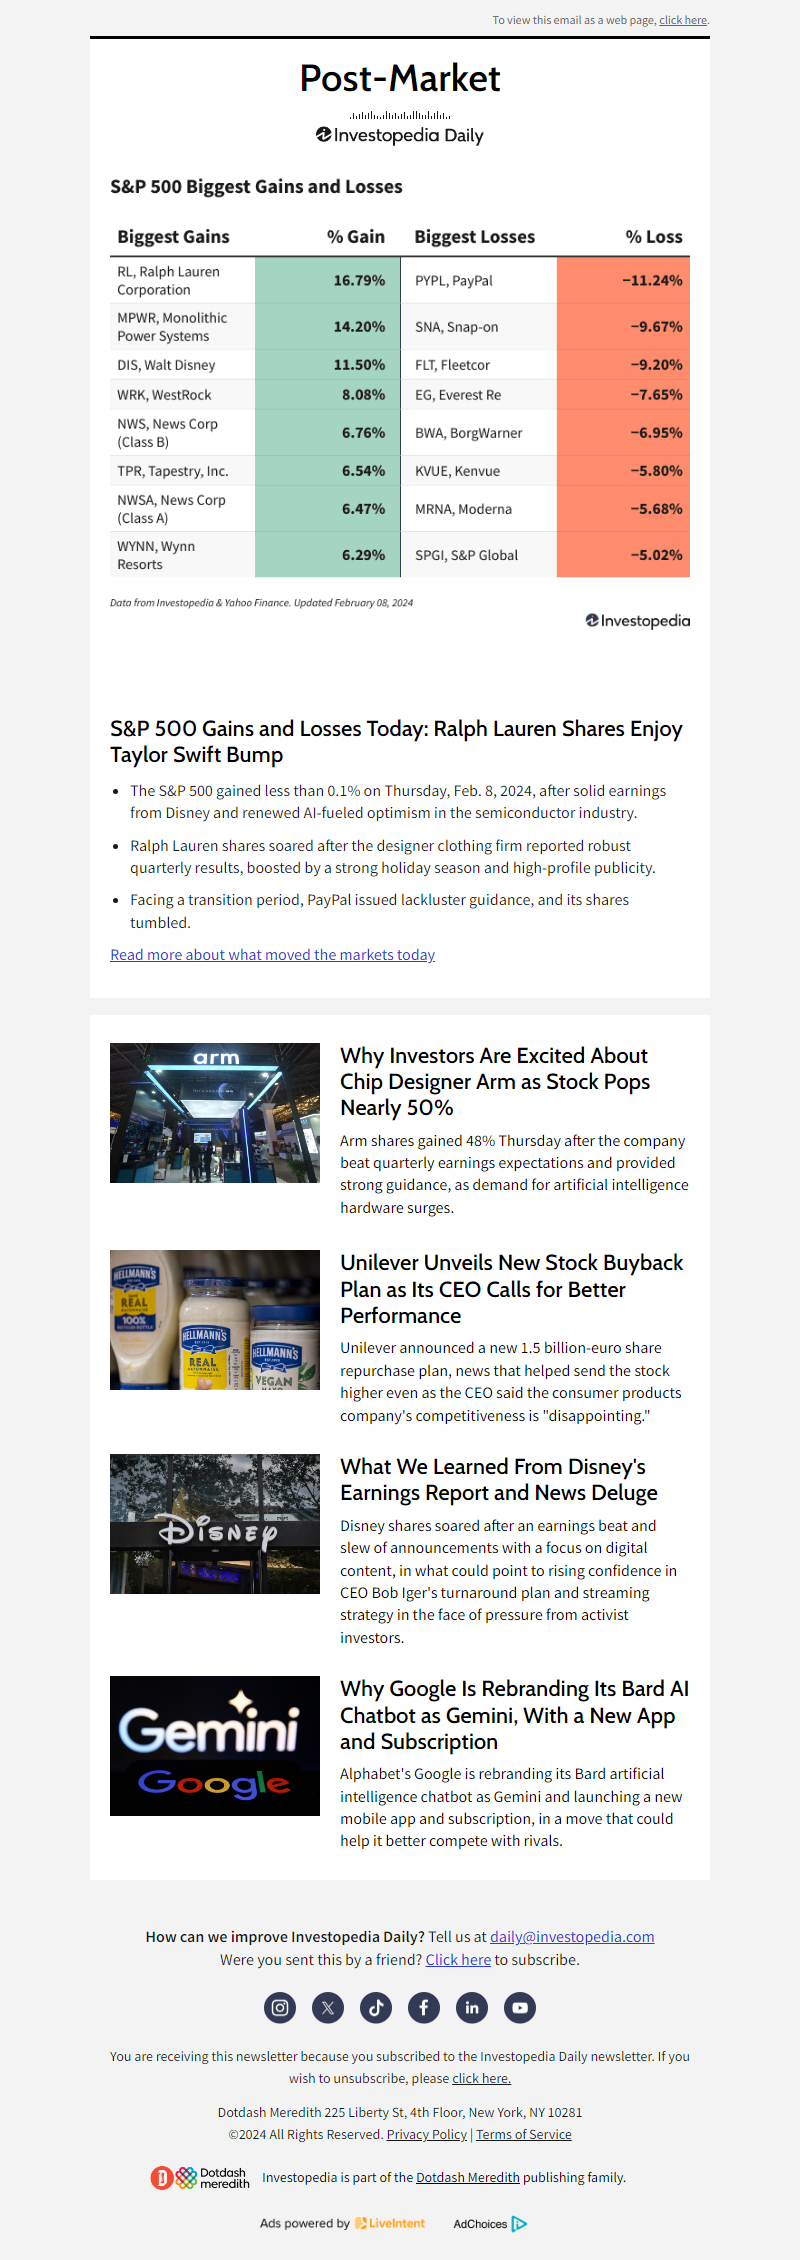 To view this email as a web page, click here.
Post-Market
Investopedia Daily
S&P 500 Biggest Gains and Losses
Biggest Gains % Gain Biggest Losses % Loss
RL, Ralph Lauren
Corporation 16.79% PYPL, PayPal −11.24%
MPWR, Monolithic
Power Systems 14.20% SNA, Snap-on −9.67%
DIS, Walt Disney 11.50% FLT, Fleetcor −9.20%
WRK, WestRock 8.08% EG, Everest Re −7.65%
NWS, News Corp
(Class B) 6.76% BWA, BorgWarner −6.95%
TPR, Tapestry, Inc. 6.54% KVUE, Kenvue −5.80%
NWSA, News Corp
(Class A) 6.47% MRNA, Moderna −5.68%
WYNN, Wynn
Resorts 6.29% SPGI, S&P Global −5.02%
Data from Investopedia & Yahoo Finance. Updated February 08, 2024
Investopedia
S&P 500 Gains and Losses Today: Ralph Lauren Shares Enjoy
Taylor Swift Bump
• The S&P 500 gained less than 0.1% on Thursday, Feb. 8, 2024, after solid earnings
from Disney and renewed AI-fueled optimism in the semiconductor industry.
• Ralph Lauren shares soared after the designer clothing firm reported robust
quarterly results, boosted by a strong holiday season and high-profile publicity.
• Facing a transition period, PayPal issued lackluster guidance, and its shares
tumbled.
Read more about what moved the markets today
arm
Why Investors Are Excited About
Chip Designer Arm as Stock Pops
Nearly 50%
Arm shares gained 48% Thursday after the company
beat quarterly earnings expectations and provided
strong guidance, as demand for artificial intelligence
hardware surges.
HELLMANN'S
REAL
100%
HELLMANN'S
REAL
HELLMANN'S
VEGAN
Unilever Unveils New Stock Buyback
Plan as Its CEO Calls for Better
Performance
Unilever announced a new 1.5 billion-euro share
repurchase plan, news that helped send the stock
higher even as the CEO said the consumer products
company's competitiveness is "disappointing."
Disney
What We Learned From Disney's
Earnings Report and News Deluge
Disney shares soared after an earnings beat and
slew of announcements with a focus on digital
content, in what could point to rising confidence in
CEO Bob Iger's turnaround plan and streaming
strategy in the face of pressure from activist
investors.
Gemini
Google
Why Google Is Rebranding Its Bard AI
Chatbot as Gemini, With a New App
and Subscription
Alphabet's Google is rebranding its Bard artificial
intelligence chatbot as Gemini and launching a new
mobile app and subscription, in a move that could
help it better compete with rivals.
How can we improve Investopedia Daily? Tell us at daily@investopedia.com
Were you sent this by a friend? Click here to subscribe.
You are receiving this newsletter because you subscribed to the Investopedia Daily newsletter. If you
wish to unsubscribe, please click here.
Dotdash Meredith 225 Liberty St, 4th Floor, New York, NY 10281
©2024 All Rights Reserved. Privacy Policy | Terms of Service
Dotdash
meredith
Investopedia is part of the Dotdash Meredith publishing family.
Ads powered by LiveIntent AdChoices